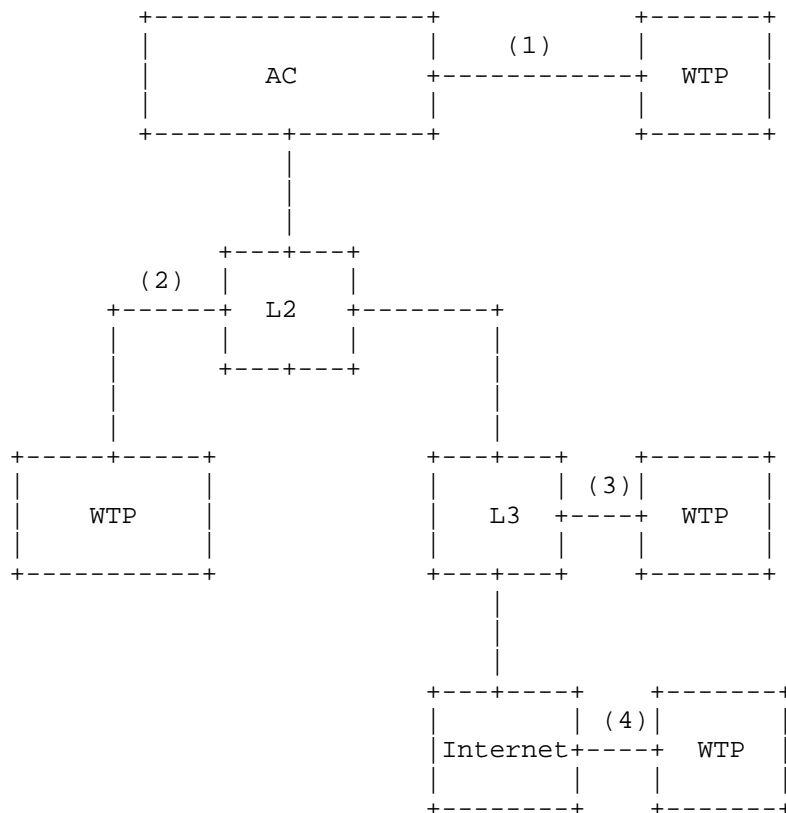 (1)
AC WTP
(2)
L2
(3)
WTP L3 WTP
(4)
Internet WTP